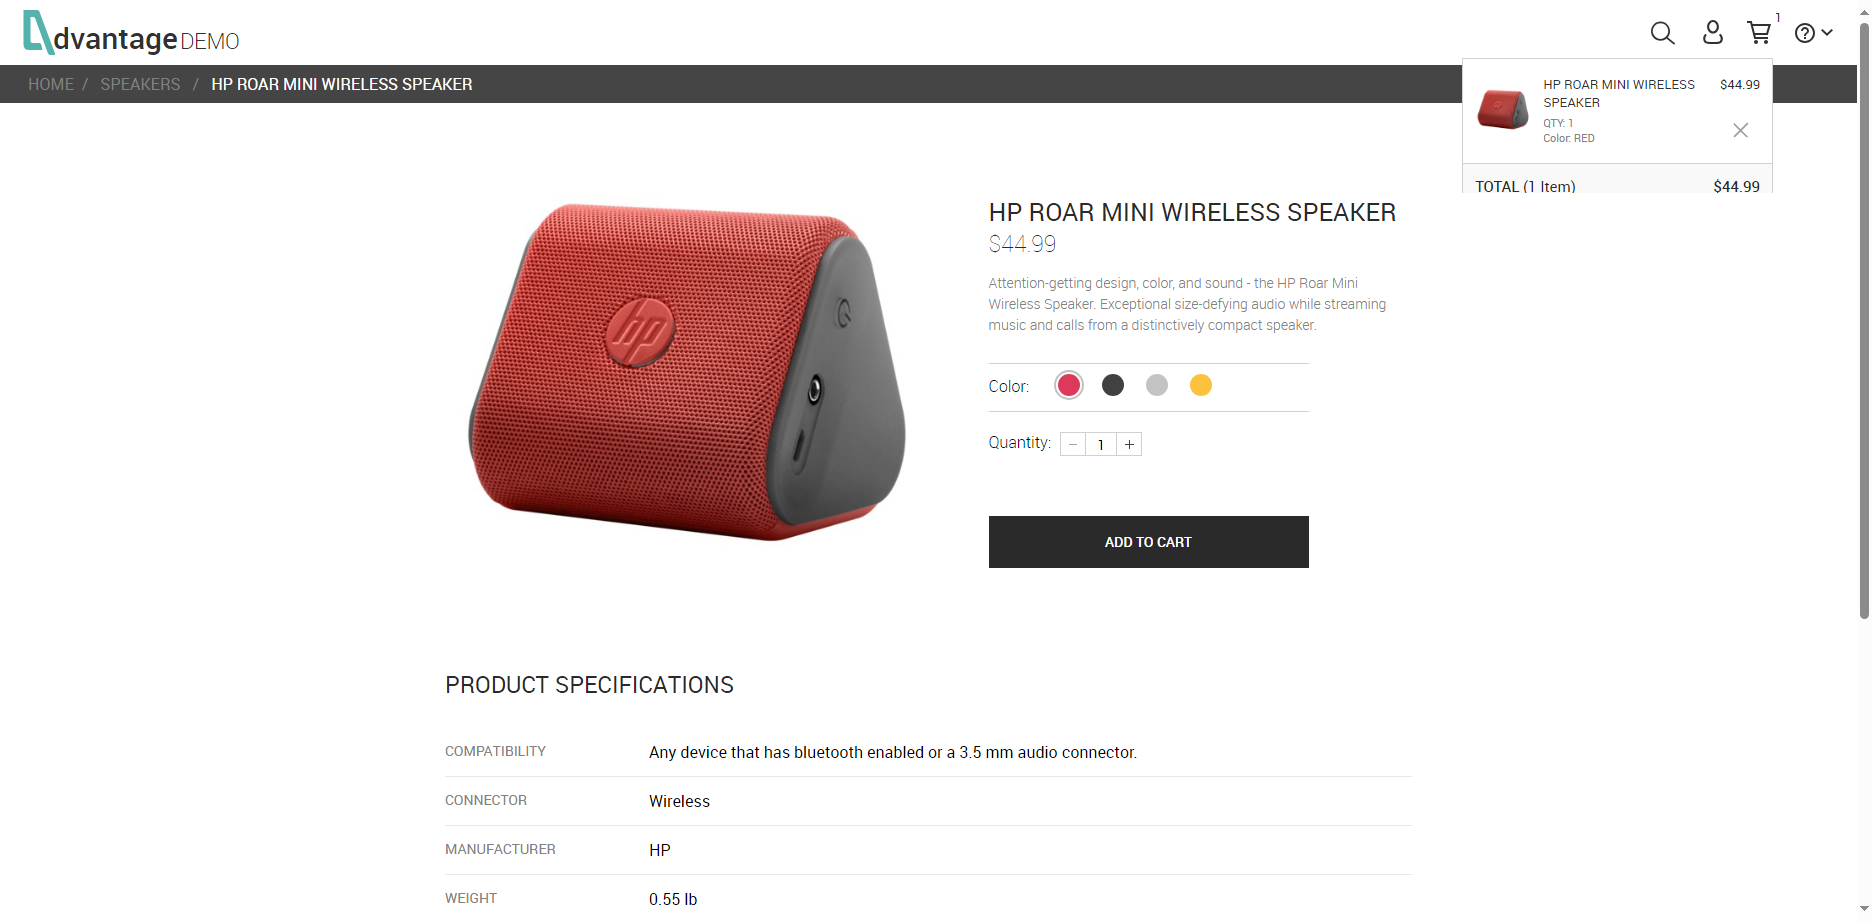 dvantage DEMO
1
HOME / SPEAKERS / HP ROAR MINI WIRELESS SPEAKER
HP ROAR MINI WIRELESS SPEAKER $44.99
QTY: 1
Color: RED
TOTAL (1 Item) $44.99
hp
HP ROAR MINI WIRELESS SPEAKER
$44.99
Attention-getting design, color, and sound - the HP Roar Mini
Wireless Speaker. Exceptional size-defying audio while streaming
music and calls from a distinctively compact speaker.
Color:
Quantity: − 1 +
ADD TO CART
PRODUCT SPECIFICATIONS
COMPATIBILITY Any device that has bluetooth enabled or a 3.5 mm audio connector.
CONNECTOR Wireless
MANUFACTURER HP
WEIGHT 0.55 lb